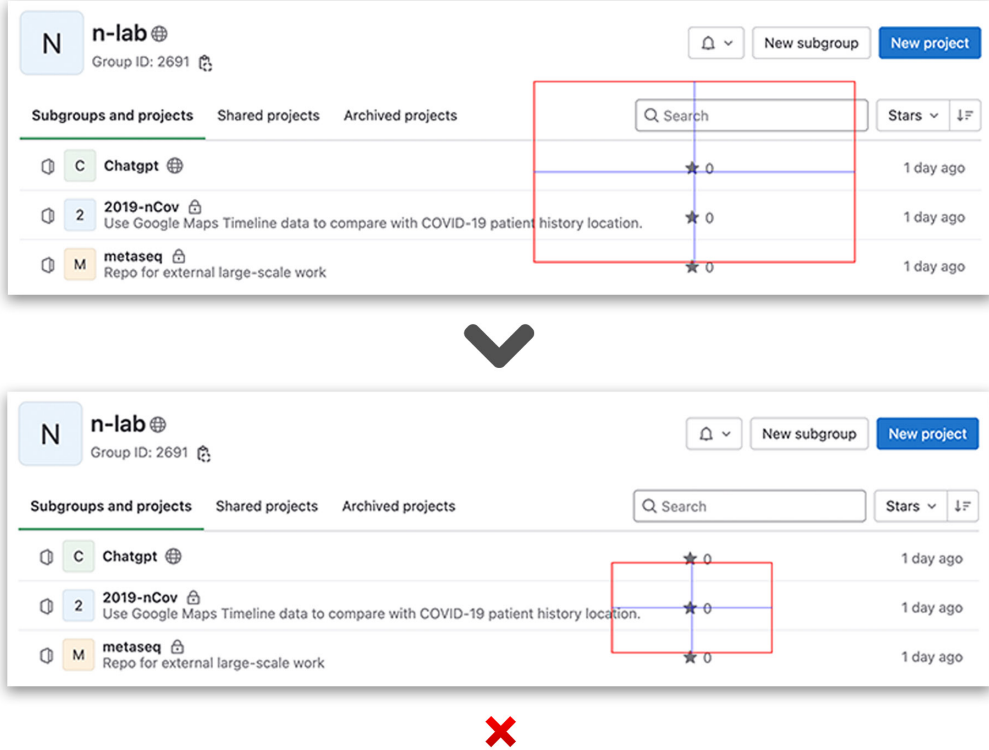 N
n-lab
Group ID: 2691
New subgroup
New project
Subgroups and projects Shared projects Archived projects
Search
Stars
C Chatgpt 0 1 day ago
2 2019-nCov
Use Google Maps Timeline data to compare with COVID-19 patient history location.
0 1 day ago
M metaseq
Repo for external large-scale work
0 1 day ago
N
n-lab
Group ID: 2691
New subgroup
New project
Subgroups and projects Shared projects Archived projects
Search
Stars
C Chatgpt 0 1 day ago
2 2019-nCov
Use Google Maps Timeline data to compare with COVID-19 patient history location.
0 1 day ago
M metaseq
Repo for external large-scale work
0 1 day ago